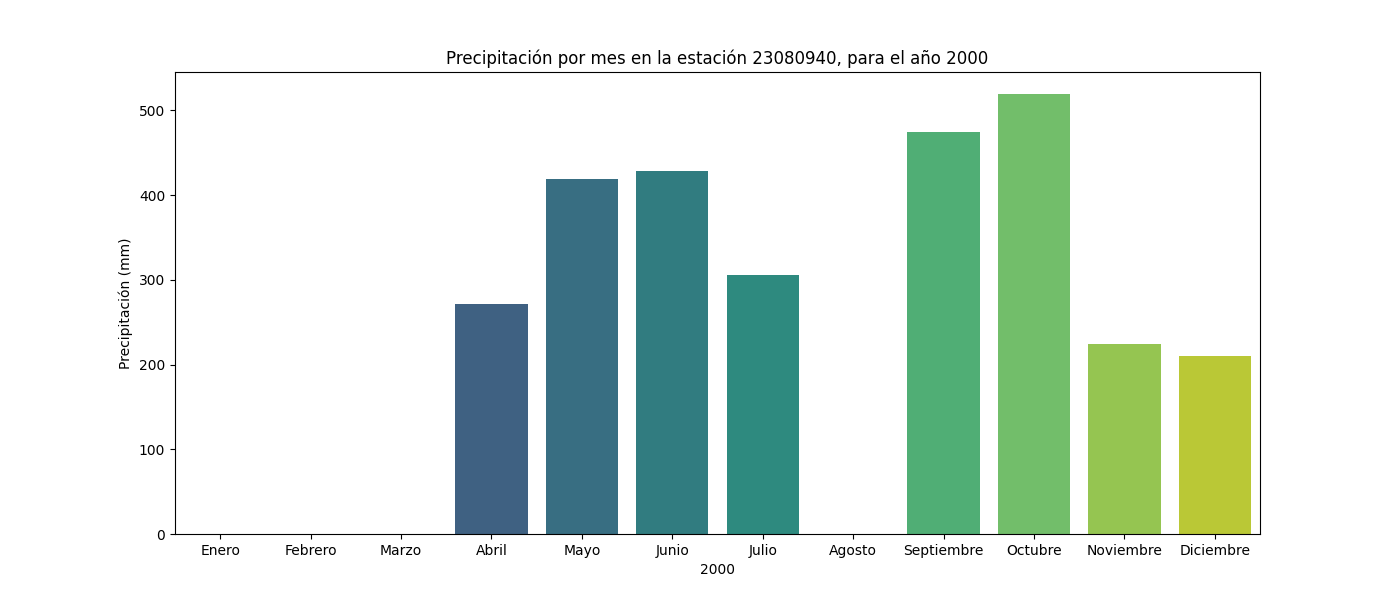 Precipitación por mes en la estación 23080940, para el año 2000
Precipitación (mm)
500
400
300
200
100
0
Enero Febrero Marzo Abril Mayo Junio Julio Agosto Septiembre Octubre Noviembre Diciembre
2000